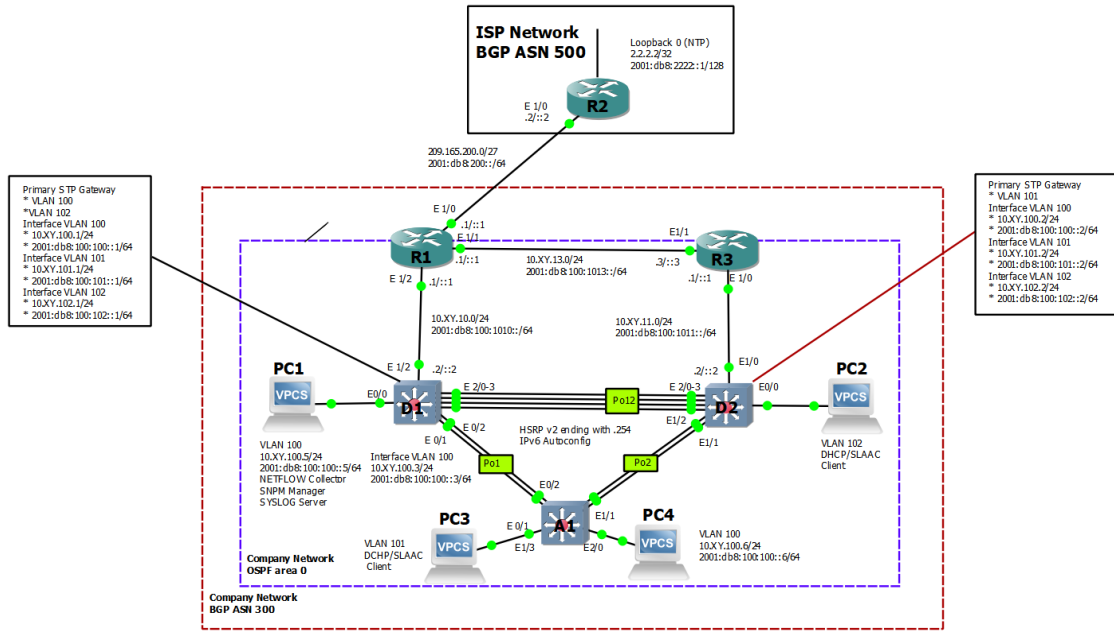 ISP Network
BGP ASN 500
Loopback 0 (NTP)
2.2.2.2/32
2001:db8:2222::1/128
R2
E 1/0
.2/::2
209.165.200.0/27
2001:db8:200::/64
Primary STP Gateway
* VLAN 100
*VLAN 102
Interface VLAN 100
* 10.XY.100.1/24
* 2001:db8:100:100::1/64
Interface VLAN 101
* 10.XY.101.1/24
* 2001:db8:100:101::1/64
Interface VLAN 102
* 10.XY.102.1/24
* 2001:db8:100:102::1/64
Primary STP Gateway
* VLAN 101
Interface VLAN 100
* 10.XY.100.2/24
* 2001:db8:100:100::2/64
Interface VLAN 101
* 10.XY.101.2/24
* 2001:db8:100:101::2/64
Interface VLAN 102
* 10.XY.102.2/24
* 2001:db8:100:102::2/64
E 1/0
.1/::1
R1
E 1/1
.1/::1
E 1/2
.1/::1
10.XY.13.0/24
2001:db8:100:1013::/64
E1/1
.3/::3
R3
.1/::1
E 1/0
10.XY.10.0/24
2001:db8:100:1010::/64
10.XY.11.0/24
2001:db8:100:1011::/64
E 1/2
.2/::2
E1/0
.2/::2
PC1
VPCS
E0/0
D1
E 2/0-3
Po12
E 2/0-3
D2
E0/0
PC2
VPCS
E 0/2
E 0/1
HSRP v2 ending with .254
IPv6 Autoconfig
E1/2
E1/1
VLAN 100
10.XY.100.5/24
2001:db8:100:100::5/64
NETFLOW Collector
SNPM Manager
SYSLOG Server
Interface VLAN 100
10.XY.100.3/24
2001:db8:100:100::3/64
Po1
Po2
VLAN 102
DHCP/SLAAC
Client
E0/2
E1/1
A1
E 0/1
E1/3
E2/0
PC3
VPCS
VLAN 101
DCHP/SLAAC
Client
PC4
VPCS
VLAN 100
10.XY.100.6/24
2001:db8:100:100::6/64
Company Network
OSPF area 0
Company Network
BGP ASN 300